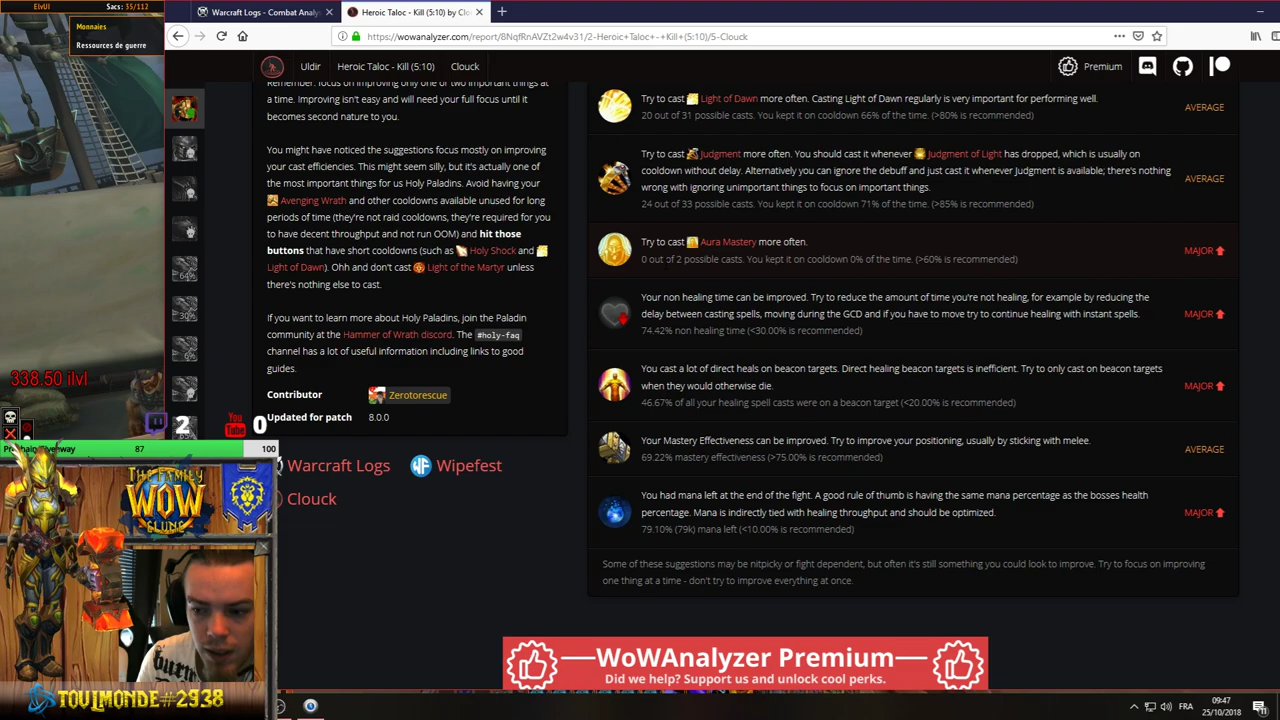 ElvUI
Sacs: 35/112
Monnaies
Ressources de guerre
Warcraft Logs - Combat Analy
Heroic Taloc - Kill (5:10) by Clo
https://wowanalyzer.com/report/8NqfRnAVZt2w4v31/2-Heroic+Taloc+-+Kill+(5:10)/5-Clouck
Uldir
Heroic Taloc - Kill (5:10)
Clouck
Premium
Remember: focus on improving only one or two important things at
a time. Improving isn't easy and will need your full focus until it
becomes second nature to you.
You might have noticed the suggestions focus mostly on improving
your cast efficiencies. This might seem silly, but it's actually one of
the most important things for us Holy Paladins. Avoid having your
Avenging Wrath and other cooldowns available unused for long
periods of time (they're not raid cooldowns, they're required for you
to have decent throughput and not run OOM) and hit those
buttons that have short cooldowns (such as Holy Shock and
Light of Dawn). Ohh and don't cast Light of the Martyr unless
there's nothing else to cast.
If you want to learn more about Holy Paladins, join the Paladin
community at the Hammer of Wrath discord. The #holy-faq
channel has a lot of useful information including links to good
guides.
Contributor
Zerotorescue
Updated for patch
8.0.0
Warcraft Logs
WF
Wipefest
Clouck
Try to cast Light of Dawn more often. Casting Light of Dawn regularly is very important for performing well.
20 out of 31 possible casts. You kept it on cooldown 66% of the time. (>80% is recommended)
AVERAGE
Try to cast Judgment more often. You should cast it whenever Judgment of Light has dropped, which is usually on
cooldown without delay. Alternatively you can ignore the debuff and just cast it whenever Judgment is available; there's nothing
wrong with ignoring unimportant things to focus on important things.
24 out of 33 possible casts. You kept it on cooldown 71% of the time. (>85% is recommended)
AVERAGE
Try to cast Aura Mastery more often.
0 out of 2 possible casts. You kept it on cooldown 0% of the time. (>60% is recommended)
MAJOR
Your non healing time can be improved. Try to reduce the amount of time you're not healing, for example by reducing the
delay between casting spells, moving during the GCD and if you have to move try to continue healing with instant spells.
74.42% non healing time (<30.00% is recommended)
MAJOR
You cast a lot of direct heals on beacon targets. Direct healing beacon targets is inefficient. Try to only cast on beacon targets
when they would otherwise die.
46.67% of all your healing spell casts were on a beacon target (<20.00% is recommended)
MAJOR
Your Mastery Effectiveness can be improved. Try to improve your positioning, usually by sticking with melee.
69.22% mastery effectiveness (>75.00% is recommended)
AVERAGE
You had mana left at the end of the fight. A good rule of thumb is having the same mana percentage as the bosses health
percentage. Mana is indirectly tied with healing throughput and should be optimized.
79.10% (79k) mana left (<10.00% is recommended)
MAJOR
Some of these suggestions may be nitpicky or fight dependent, but often it's still something you could look to improve. Try to focus on improving
one thing at a time - don't try to improve everything at once.
WoWAnalyzer Premium
Did we help? Support us and unlock cool perks.
64%
30%
6%
338.50 ilvl
2
You
Tube
0
87
100
THE FAMILY
WOW
CLUNE
TOULMONDE#2938
FR
09:47
25/10/2018